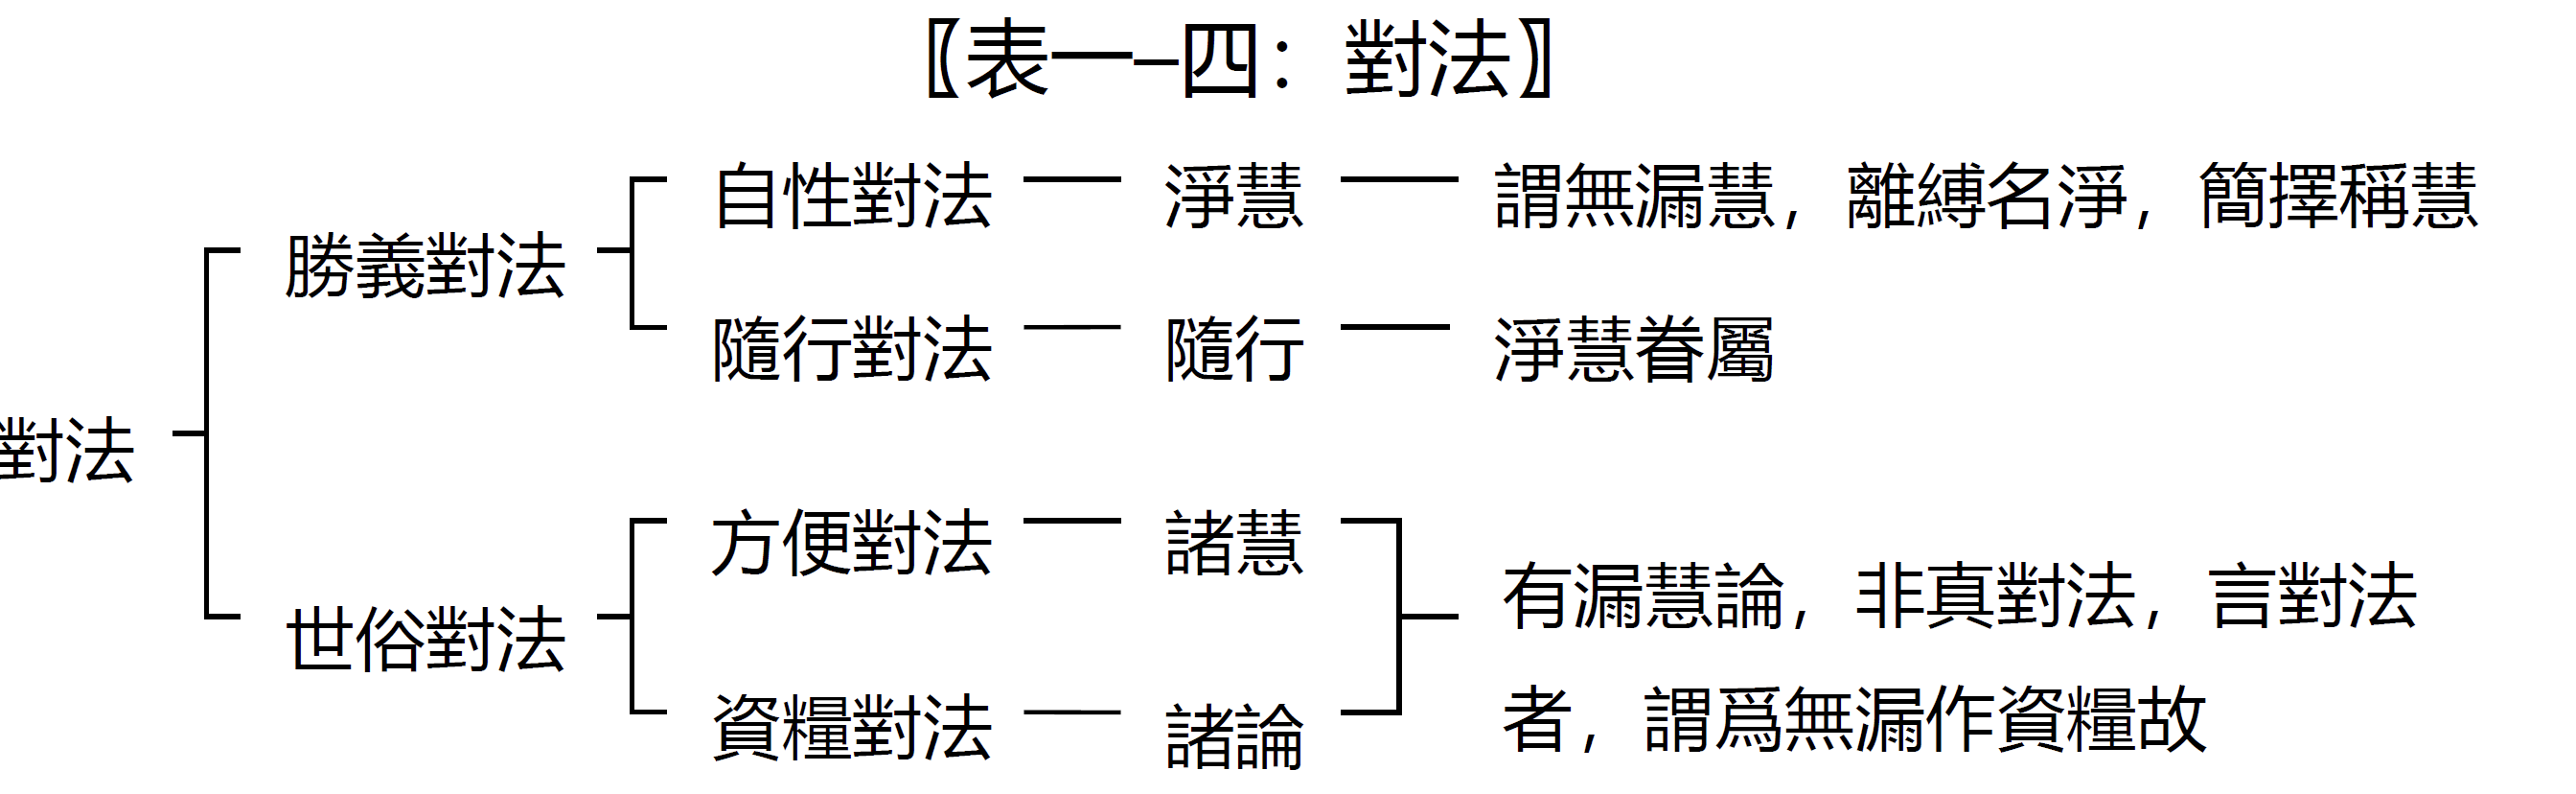 〖表一–四：對法〗
自性對法 淨慧 謂無漏慧，離縛名淨，簡擇稱慧
勝義對法
隨行對法 隨行 淨慧眷屬
對法
方便對法 諸慧
有漏慧論，非真對法，言對法
世俗對法
者，謂爲無漏作資糧故
資糧對法 諸論